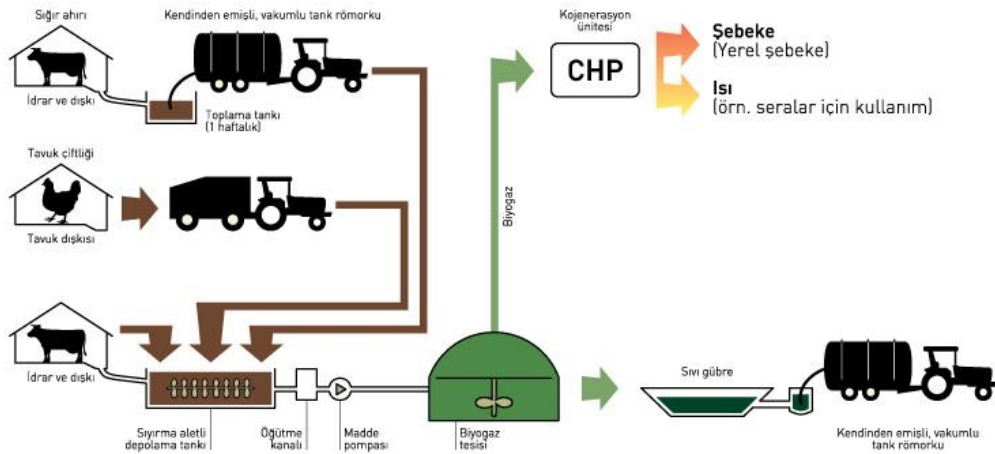 Sığır ahırı
Kendinden emişli, vakumlu tank römorku
İdrar ve dışkı
Toplama tankı
(1 haftalık)
Kojenerasyon
ünitesi
CHP
Şebeke
(Yerel şebeke)
Isı
(örn. seralar için kullanım)
Tavuk çiftliği
Tavuk dışkısı
Biyogaz
İdrar ve dışkı
Sıyırma aletli
depolama tankı
Öğütme
kanalı
Madde
pompası
Biyogaz
tesisi
Sıvı gübre
Kendinden emişli, vakumlu
tank römorku